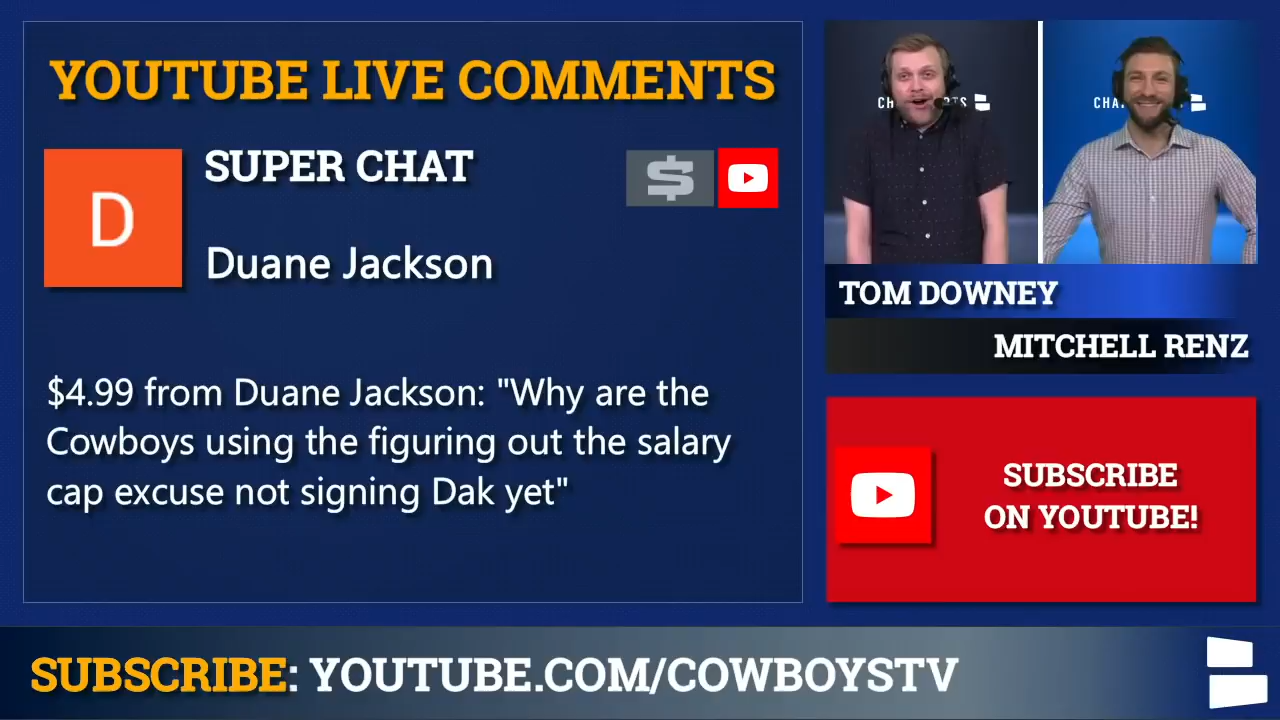 YOUTUBE LIVE COMMENTS
D
SUPER CHAT
$
Duane Jackson
$4.99 from Duane Jackson: "Why are the
Cowboys using the figuring out the salary
cap excuse not signing Dak yet"
TOM DOWNEY
MITCHELL RENZ
SUBSCRIBE
ON YOUTUBE!
SUBSCRIBE: YOUTUBE.COM/COWBOYSTV